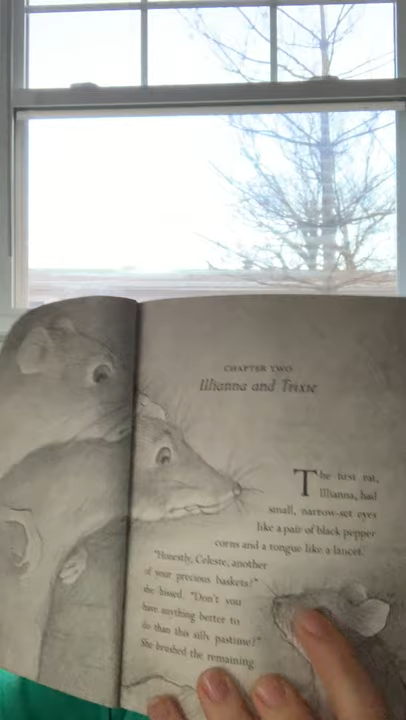 CHAPTER TWO
Illianna and Trixie
The first rat,
Illianna, had
small, narrow-set eyes
like a pair of black pepper
corns and a tongue like a lancet.
"Honestly, Celeste, another
of your precious baskets?"
she hissed. "Don't you
have anything better to
do than this silly pastime?"
She brushed the remaining